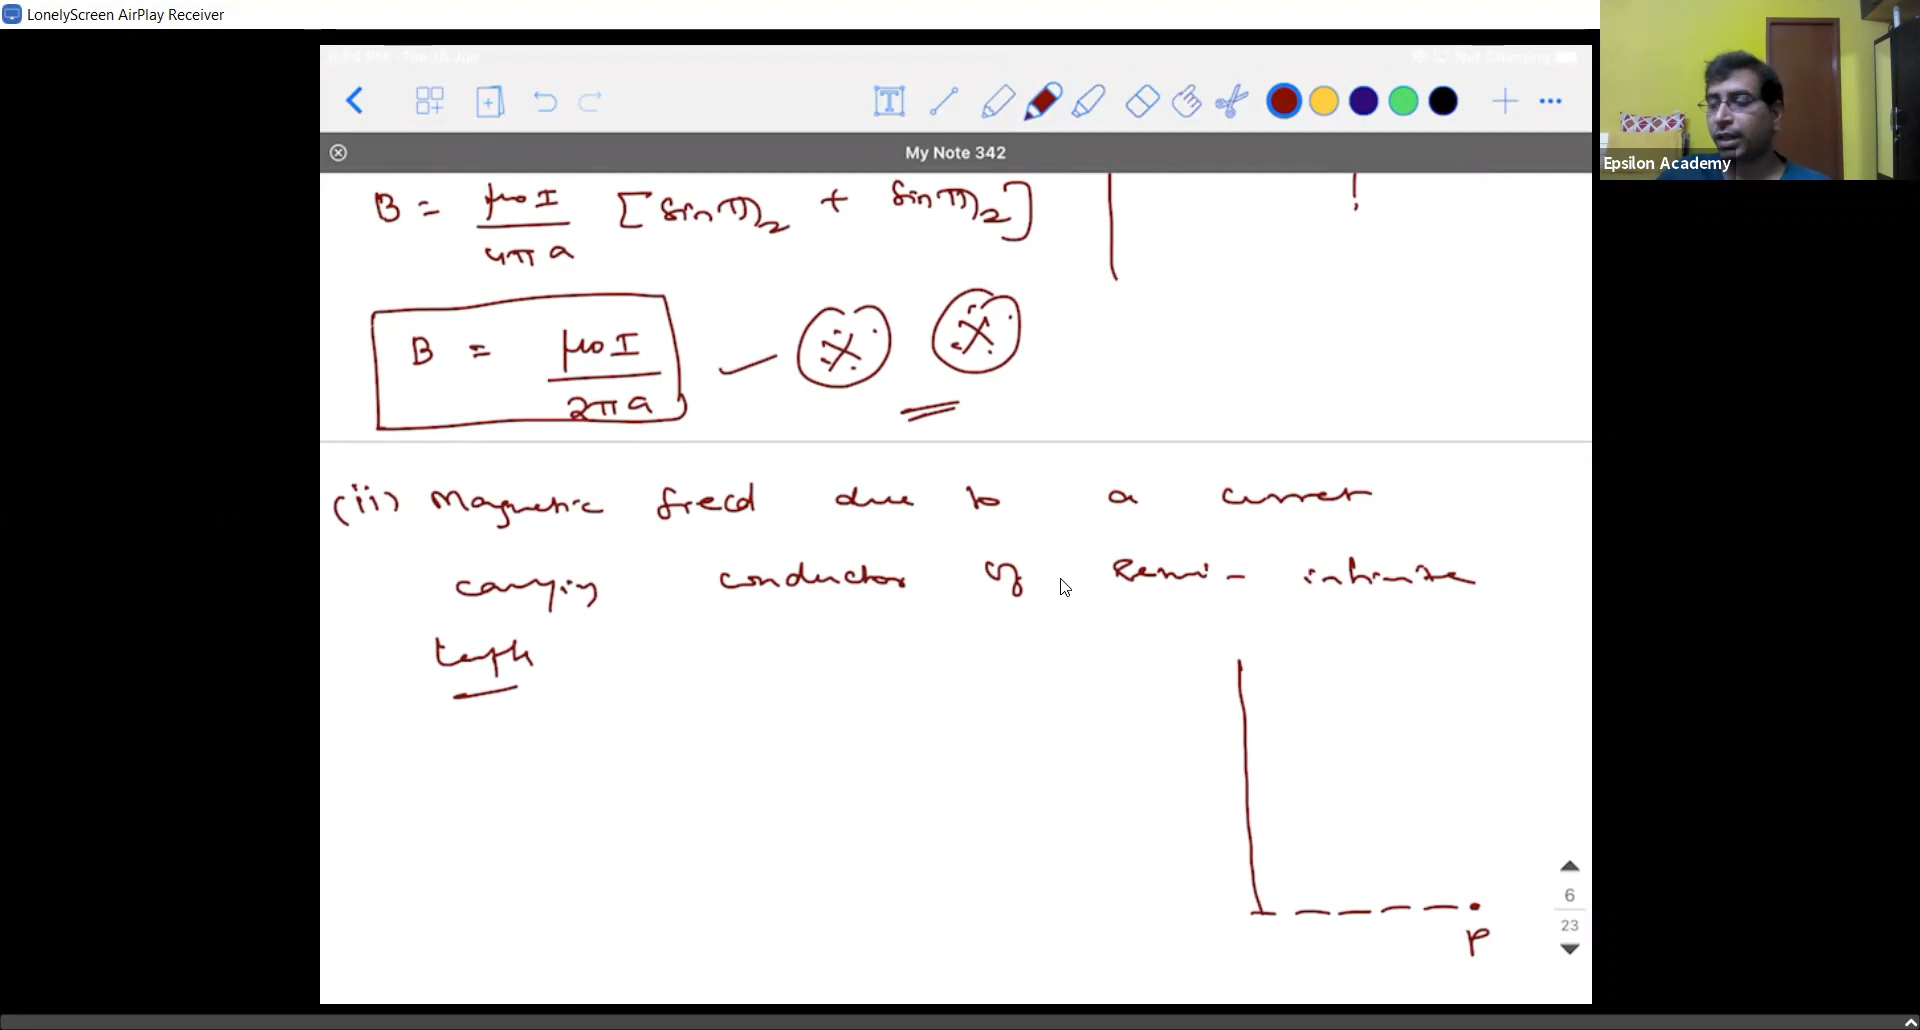 LonelyScreen AirPlay Receiver
My Note 342
Epsilon Academy
B = μ₀I / 4πa [sin π/2 + sin π/2]
B = μ₀I / 2πa
(ii) Magnetic field due to a current
carrying conductor of semi-infinite
length
P
6
23